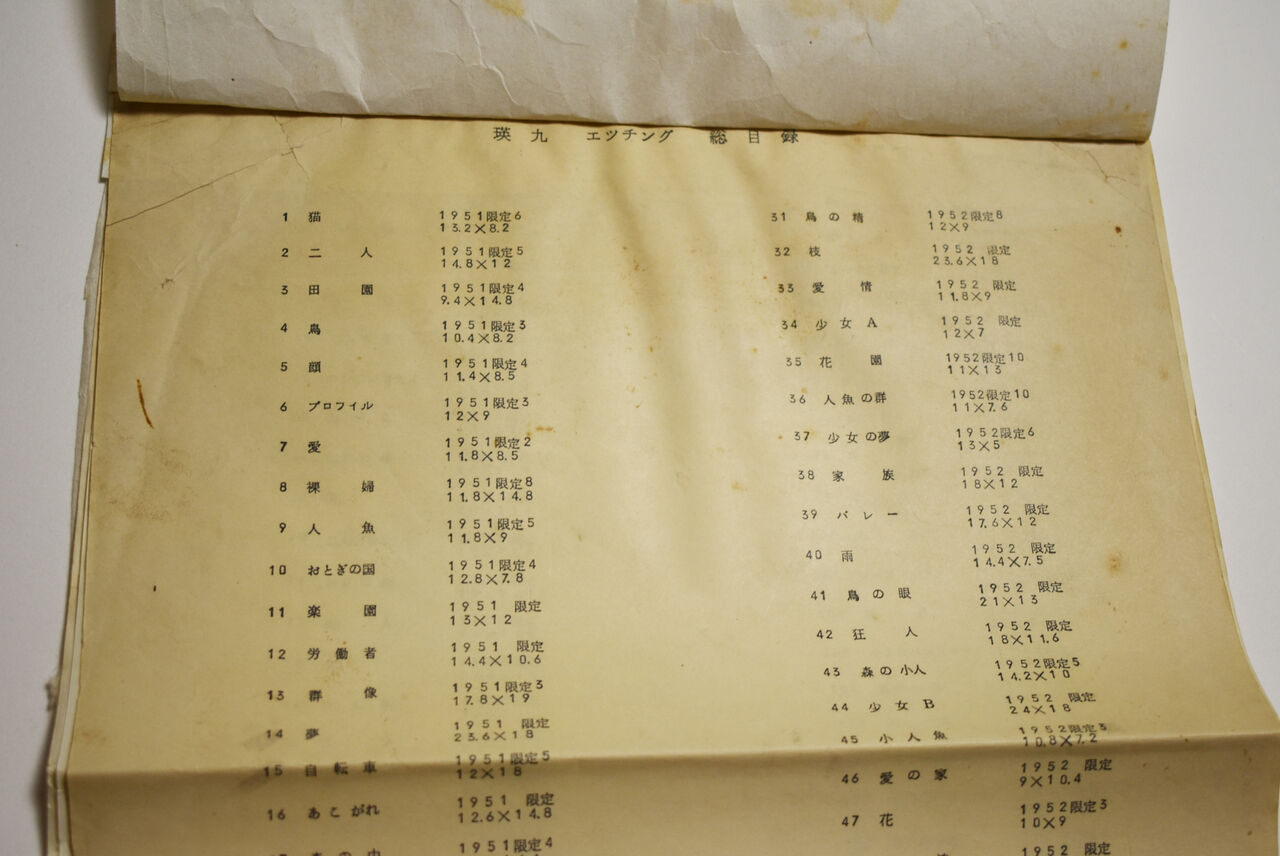 瑛九 エツチング 総目録
1 猫 1951限定6
13.2×8.2
2 二人 1951限定5
14.8×12
3 田園 1951限定4
9.4×14.8
4 鳥 1951限定3
10.4×8.2
5 顔 1951限定4
11.4×8.5
6 プロフイル 1951限定3
12×9
7 愛 1951限定2
11.8×8.5
8 裸婦 1951限定8
11.8×14.8
9 人魚 1951限定5
11.8×9
10 おとぎの国 1951限定4
12.8×7.8
11 楽園 1951 限定
13×12
12 労働者 1951 限定
14.4×10.6
13 群像 1951限定3
17.8×19
14 夢 1951 限定
23.6×18
15 自転車 1951限定5
12×18
16 あこがれ 1951 限定
12.6×14.8
1951限定4
31 鳥の精 1952限定8
12×9
32 枝 1952 限定
23.6×18
33 愛情 1952 限定
11.8×9
34 少女A 1952 限定
12×7
35 花園 1952限定10
11×13
36 人魚の群 1952限定10
11×7.6
37 少女の夢 1952限定6
13×5
38 家族 1952 限定
18×12
39 バレー 1952 限定
17.6×12
40 雨 1952 限定
14.4×7.5
41 鳥の眼 1952 限定
21×13
42 狂人 1952 限定
18×11.6
43 森の小人 1952限定5
14.2×10
44 少女B 1952 限定
24×18
45 小人魚 1952限定3
10.8×7.2
46 愛の家 1952 限定
9×10.4
47 花 1952限定3
10×9
1952 限定